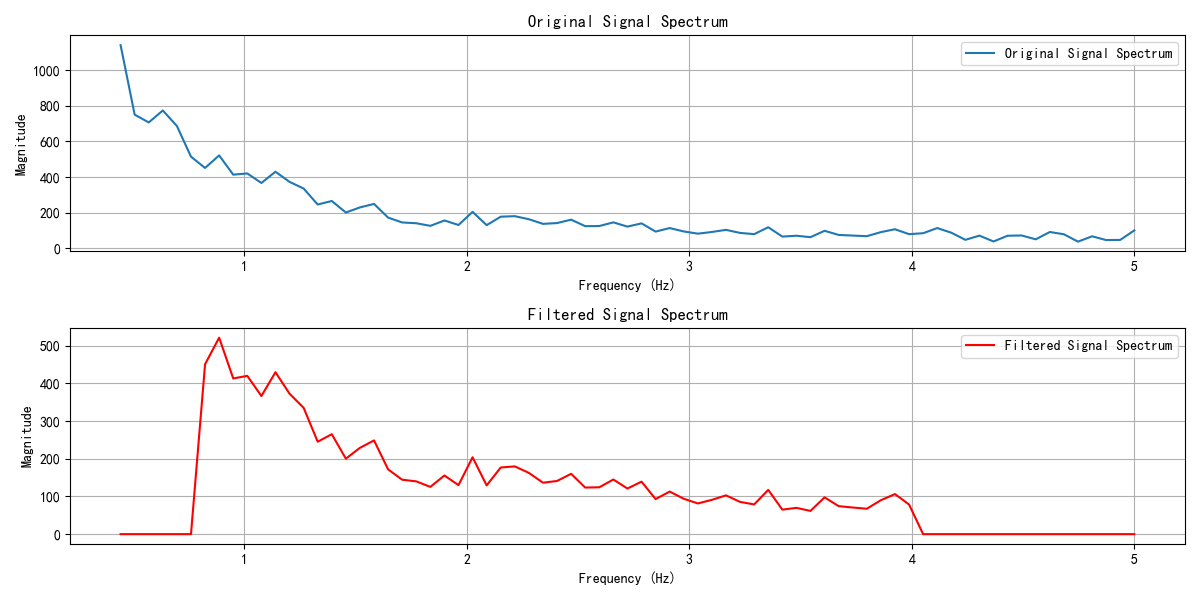 Original Signal Spectrum
Original Signal Spectrum
Magnitude
1000
800
600
400
200
0
1
2
3
4
5
Frequency (Hz)
Filtered Signal Spectrum
Filtered Signal Spectrum
Magnitude
500
400
300
200
100
0
1
2
3
4
5
Frequency (Hz)